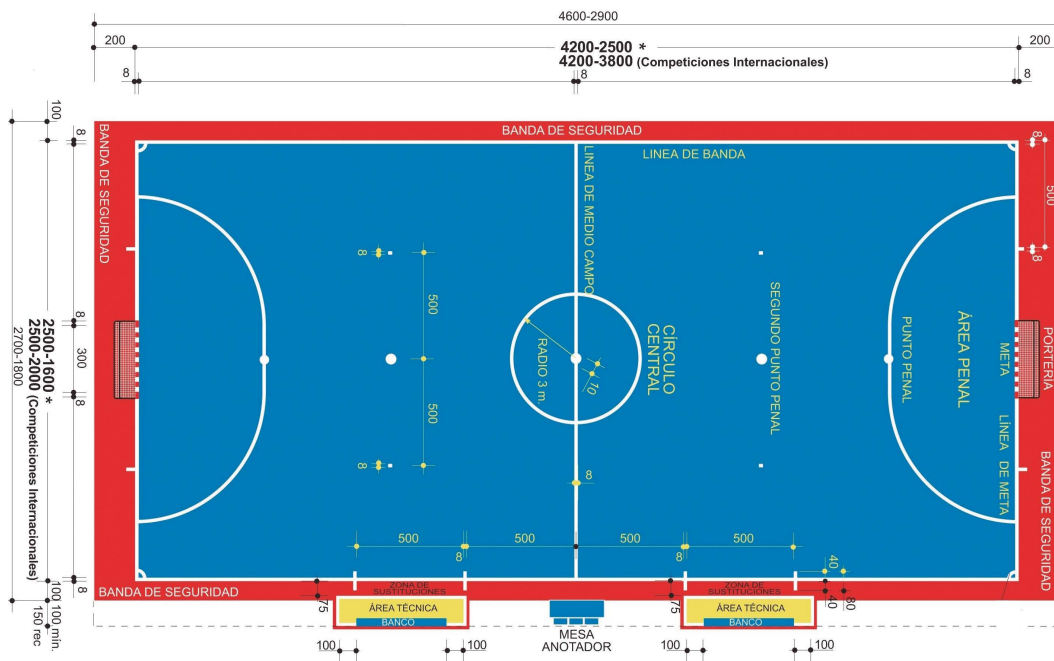 4600-2900
200
4200-2500 *
200
4200-3800 (Competiciones Internacionales)
8
8
8
100
8
BANDA DE SEGURIDAD
BANDA DE SEGURIDAD
LINEA DE BANDA
LINEA DE MEDIO CAMPO
8
500
8
8
500
500
8
RADIO 3 m.
10
CÍRCULO
CENTRAL
SEGUNDO PUNTO PENAL
PUNTO PENAL
ÁREA PENAL
META
PORTERIA
LÍNEA DE META
BANDA DE SEGURIDAD
8
300
8
2500-1600 *
2500-2000 (Competiciones Internacionales)
2700-1800
8
500
8
500
500
8
500
40
40
80
8
100
100 min.
150 rec
BANDA DE SEGURIDAD
75
ZONA DE
SUSTITUCIONES
ÁREA TÉCNICA
BANCO
100
100
MESA
ANOTADOR
75
ZONA DE
SUSTITUCIONES
ÁREA TÉCNICA
BANCO
100
100